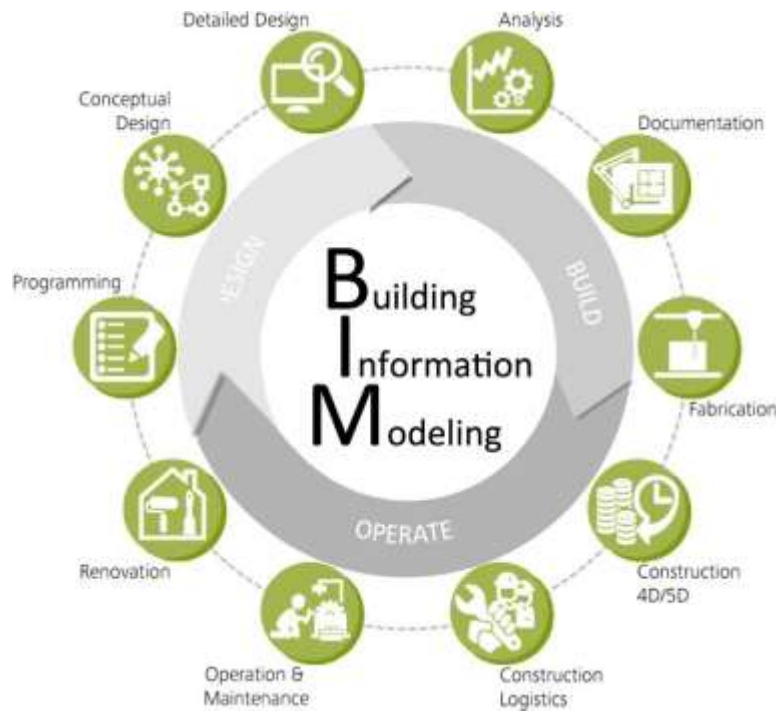 Detailed Design
Analysis
Conceptual
Design
Documentation
Programming
DESIGN
BUILD
Building
Information
Modeling
Fabrication
OPERATE
Renovation
Construction
4D/5D
Operation &
Maintenance
Construction
Logistics